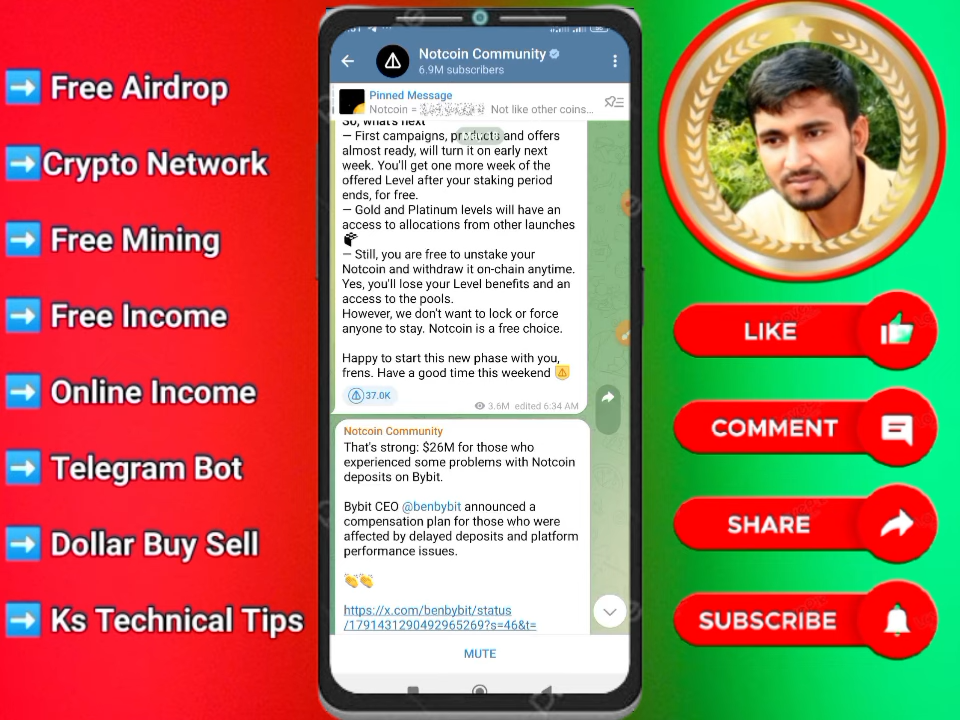 Free Airdrop
Crypto Network
Free Mining
Free Income
Online Income
Telegram Bot
Dollar Buy Sell
Ks Technical Tips
Notcoin Community
6.9M subscribers
Pinned Message
Notcoin = Not like other coins...
So, what's next
— First campaigns, products and offers
almost ready, will turn it on early next
week. You'll get one more week of the
offered Level after your staking period
ends, for free.
— Gold and Platinum levels will have an
access to allocations from other launches
— Still, you are free to unstake your
Notcoin and withdraw it on-chain anytime.
Yes, you'll lose your Level benefits and an
access to the pools.
However, we don't want to lock or force
anyone to stay. Notcoin is a free choice.
Happy to start this new phase with you,
frens. Have a good time this weekend
37.0K
3.6M edited 6:34 AM
Notcoin Community
That's strong: $26M for those who
experienced some problems with Notcoin
deposits on Bybit.
Bybit CEO @benbybit announced a
compensation plan for those who were
affected by delayed deposits and platform
performance issues.
👏👏
https://x.com/benbybit/status
/1791431290492965269?s=46&t=
MUTE
LIKE
COMMENT
SHARE
SUBSCRIBE